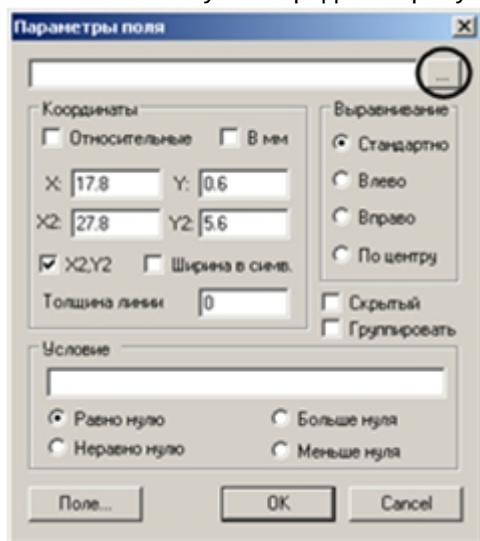 Параметры поля
...
Координаты
Выравнивание
Относительные В мм
Стандартно
X: 17.8 Y: 0.6
Влево
X2: 27.8 Y2: 5.6
Вправо
X2,Y2 Ширина в симв.
По центру
Толщина линии 0
Скрытый
Группировать
Условие
Равно нулю Больше нуля
Неравно нулю Меньше нуля
Поле... OK Cancel